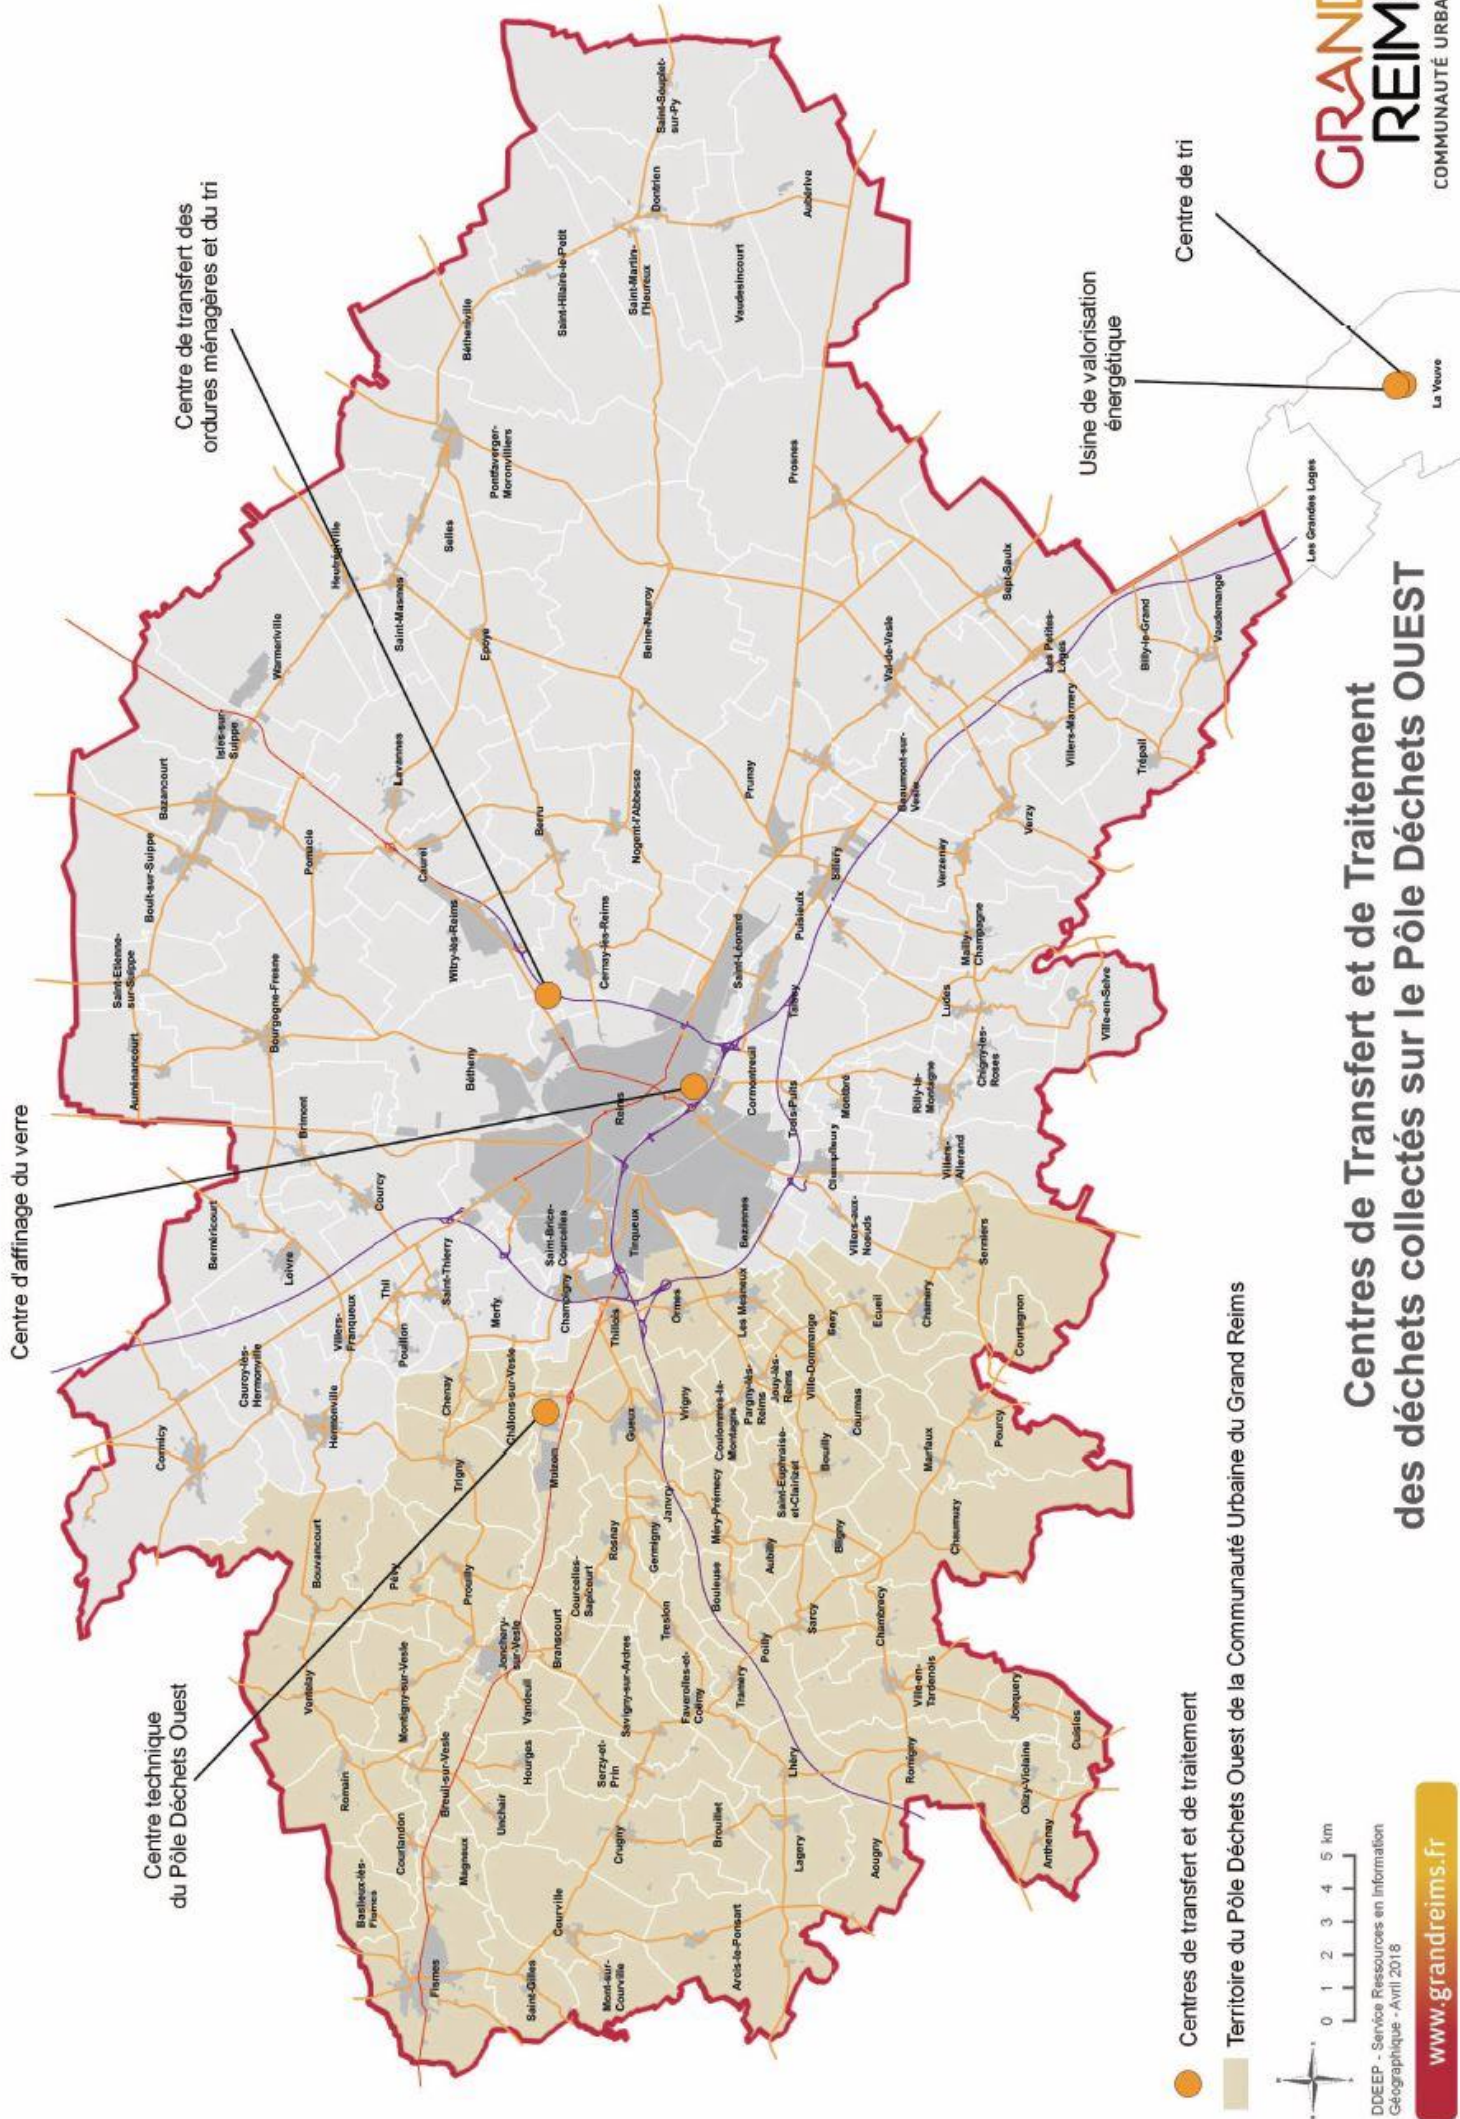 Centre d'affinage du verre
Centre de transfert des
ordures ménagères et du tri
Centre technique
du Pôle Déchets Ouest
Usine de valorisation
énergétique
Centre de tri
Cormicy
Cauroy-lès-
Hermonville
Hermonville
Villers-
Franqueux
Pouillon
Thil
Saint-Thierry
Merfy
Loivre
Berméricourt
Courcy
Brimont
Auménancourt
Saint-Etienne-
sur-Suippe
Bourgogne-Fresne
Boult-sur-Suippe
Bazancourt
Pomacle
Isles-sur-
Suippe
Warmeriville
Heutrégiville
Saint-Masmes
Selles
Pontfaverger-
Moronvilliers
Bétheniville
Saint-Hilaire-le-Petit
Saint-Martin-
l'Heureux
Dontrien
Saint-Souplet-
sur-Py
Aubérive
Vaudesincourt
Prosnes
Epoye
Lavannes
Caurel
Witry-lès-Reims
Berru
Nogent-l'Abbesse
Cernay-lès-Reims
Beine-Nauroy
Bétheny
Reims
Saint-Brice-
Courcelles
Champigny
Tinqueux
Bezannes
Cormontreuil
Saint-Léonard
Taissy
Trois-Puits
Puisieulx
Sillery
Prunay
Beaumont-sur-
Vesle
Val-de-Vesle
Sept-Saulx
Les Petites-
Loges
Billy-le-Grand
Vaudemange
Villers-Marmery
Trépail
Verzy
Verzenay
Mailly-
Champagne
Ludes
Chigny-les-
Roses
Rilly-la-
Montagne
Montbré
Ville-en-Selve
Villers-
Allerand
Champfleury
Villers-aux-
Noeuds
Les Grandes Loges
La Veuve
Bouvancourt
Pévy
Prouilly
Trigny
Chenay
Châlons-sur-Vesle
Muizon
Thillois
Gueux
Ormes
Les Mesneux
Vrigny
Coulommes-la-
Montagne
Pargny-lès-
Reims
Jouy-lès-
Reims
Ville-Dommange
Sacy
Ecueil
Chamery
Sermiers
Courtagnon
Courmas
Bouilly
Saint-Euphraise-
et-Clairizet
Méry-Prémecy
Janvry
Germigny
Rosnay
Courcelles-
Sapicourt
Branscourt
Jonchery-
sur-Vesle
Montigny-sur-Vesle
Ventelay
Romain
Breuil-sur-Vesle
Vandeuil
Hourges
Unchair
Courlandon
Magneux
Baslieux-lès-
Fismes
Fismes
Saint-Gilles
Courville
Mont-sur-
Courville
Crugny
Serzy-et-
Prin
Savigny-sur-Ardres
Faverolles-et-
Coëmy
Treslon
Bouleuse
Aubilly
Bligny
Marfaux
Pourcy
Chaumuzy
Chambrecy
Sarcy
Poilly
Tramery
Lhéry
Brouillet
Lagery
Arcis-le-Ponsart
Aougny
Romigny
Ville-en-
Tardenois
Jonquery
Cuisles
Olizy-Violaine
Anthenay
Centres de transfert et de traitement
Territoire du Pôle Déchets Ouest de la Communauté Urbaine du Grand Reims
0 1 2 3 4 5 km
DDEEP - Service Ressources en Information
Géographique - Avril 2018
www.grandreims.fr
Centres de Transfert et de Traitement
des déchets collectés sur le Pôle Déchets OUEST
GRAND
REIM
COMMUNAUTÉ URBA